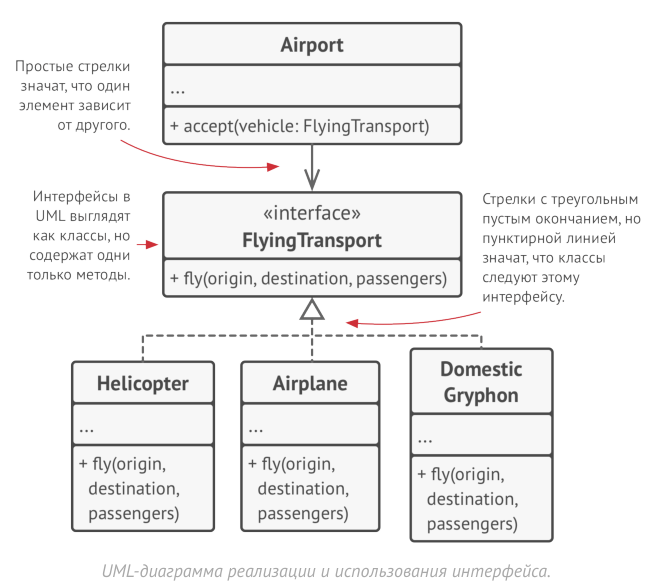 Airport
...
+ accept(vehicle: FlyingTransport)
Простые стрелки
значат, что один
элемент зависит
от другого.
«interface»
FlyingTransport
+ fly(origin, destination, passengers)
Интерфейсы в
UML выглядят
как классы, но
содержат одни
только методы.
Стрелки с треугольным
пустым окончанием, но
пунктирной линией
значат, что классы
следуют этому
интерфейсу.
Helicopter
...
+ fly(origin,
destination,
passengers)
Airplane
...
+ fly(origin,
destination,
passengers)
Domestic
Gryphon
...
+ fly(origin,
destination,
passengers)
UML-диаграмма реализации и использования интерфейса.